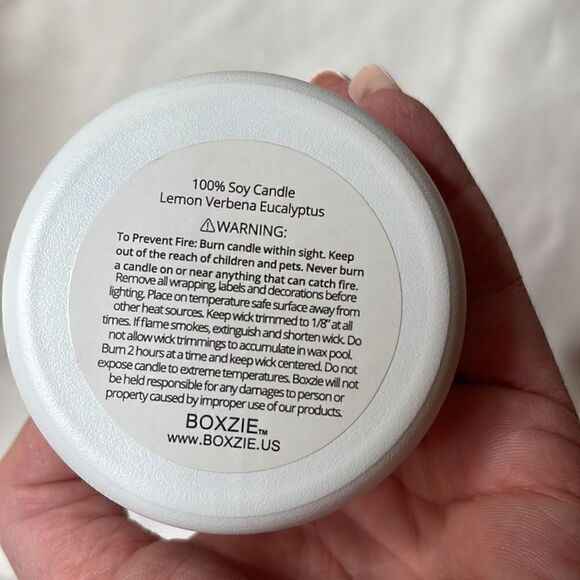 100% Soy Candle
Lemon Verbena Eucalyptus
⚠WARNING:
To Prevent Fire: Burn candle within sight. Keep
out of the reach of children and pets. Never burn
a candle on or near anything that can catch fire.
Remove all wrapping, labels and decorations before
lighting. Place on temperature safe surface away from
other heat sources. Keep wick trimmed to 1/8" at all
times. If flame smokes, extinguish and shorten wick. Do
not allow wick trimmings to accumulate in wax pool.
Burn 2 hours at a time and keep wick centered. Do not
expose candle to extreme temperatures. Boxzie will not
be held responsible for any damages to person or
property caused by improper use of our products.
BOXZIE™
www.BOXZIE.US